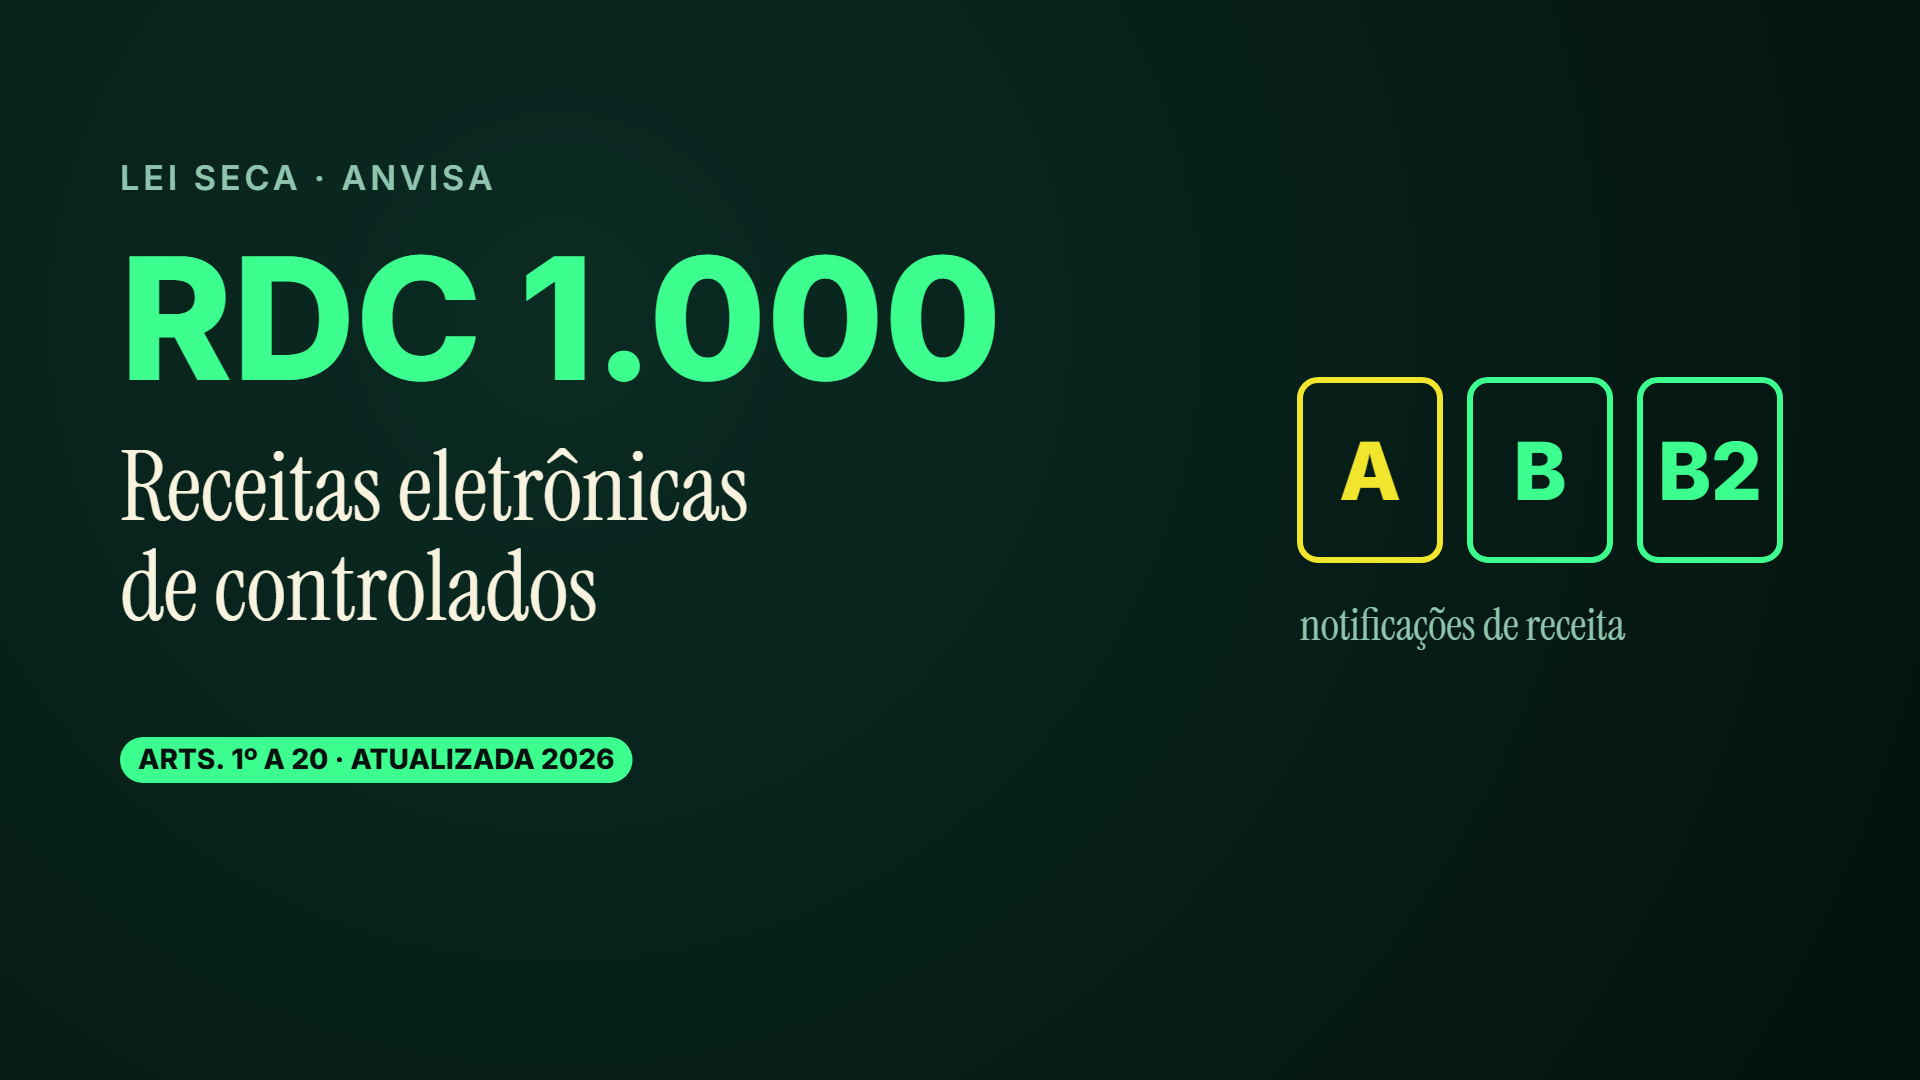 LEI SECA · ANVISA
RDC 1.000
Receitas eletrônicas
de controlados
A B B2
notificações de receita
ARTS. 1º A 20 · ATUALIZADA 2026